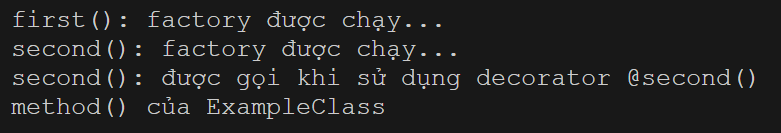 first(): factory được chạy...
second(): factory được chạy...
second(): được gọi khi sử dụng decorator @second()
method() của ExampleClass